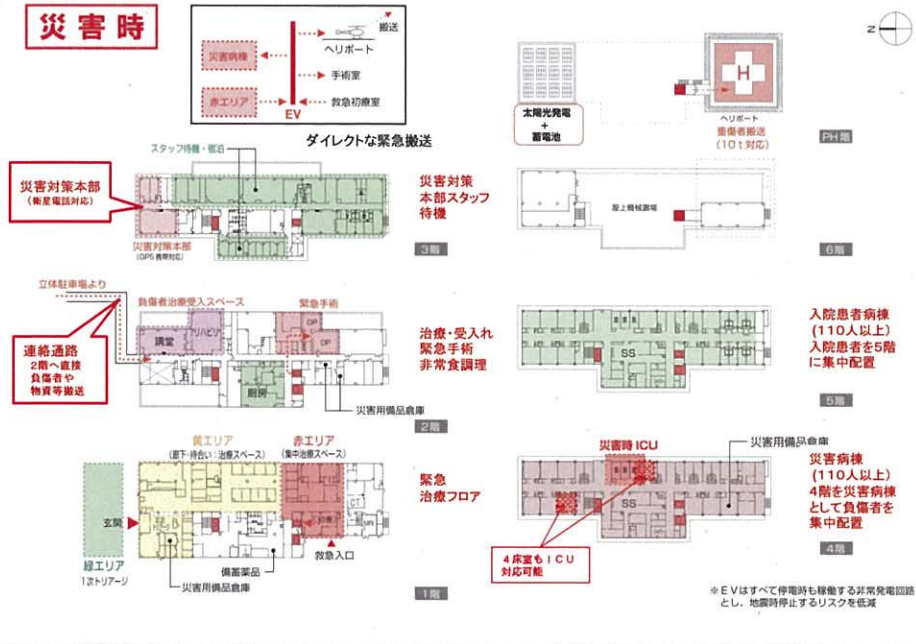 災害時
搬送
災害病棟
ヘリポート
手術室
赤エリア
救急初療室
EV
ダイレクトな緊急搬送
N
H
太陽光発電
+
蓄電池
ヘリポート
重傷者搬送
(10t対応)
PH階
スタッフ待機・宿泊
災害対策本部
(衛星電話対応)
災害対策本部
(GPS携帯対応)
災害対策
本部スタッフ
待機
3階
屋上機械置場
6階
立体駐車場より
負傷者治療受入スペース
緊急手術
リハビリ
講堂
OP
OP
厨房
連絡通路
2階へ直接
負傷者や
物資等搬送
災害用備品倉庫
治療・受入れ
緊急手術
非常食調理
2階
SS
入院患者病棟
(110人以上)
入院患者を5階
に集中配置
5階
黄エリア
(廊下・待合い:治療スペース)
赤エリア
(集中治療スペース)
玄関
初療
MR
救急入口
緑エリア
1次トリアージ
備蓄薬品
災害用備品倉庫
緊急
治療フロア
1階
災害時ICU
災害用備品倉庫
SS
4床室もICU
対応可能
災害病棟
(110人以上)
4階を災害病棟
として負傷者を
集中配置
4階
※EVはすべて停電時も稼働する非常発電回路
とし、地震時停止するリスクを低減